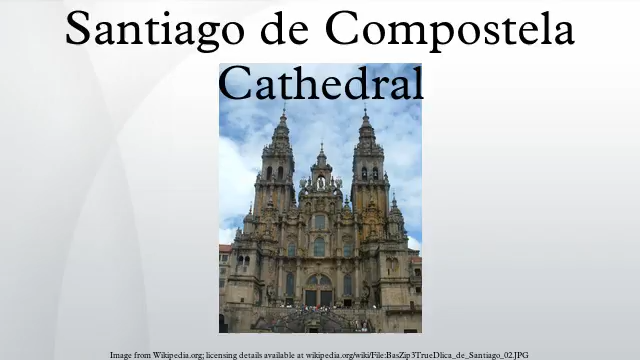 Santiago de Compostela
Cathedral
Image from Wikipedia.org; licensing details available at wikipedia.org/wiki/File:BasZip3TrueDlica_de_Santiago_02.JPG